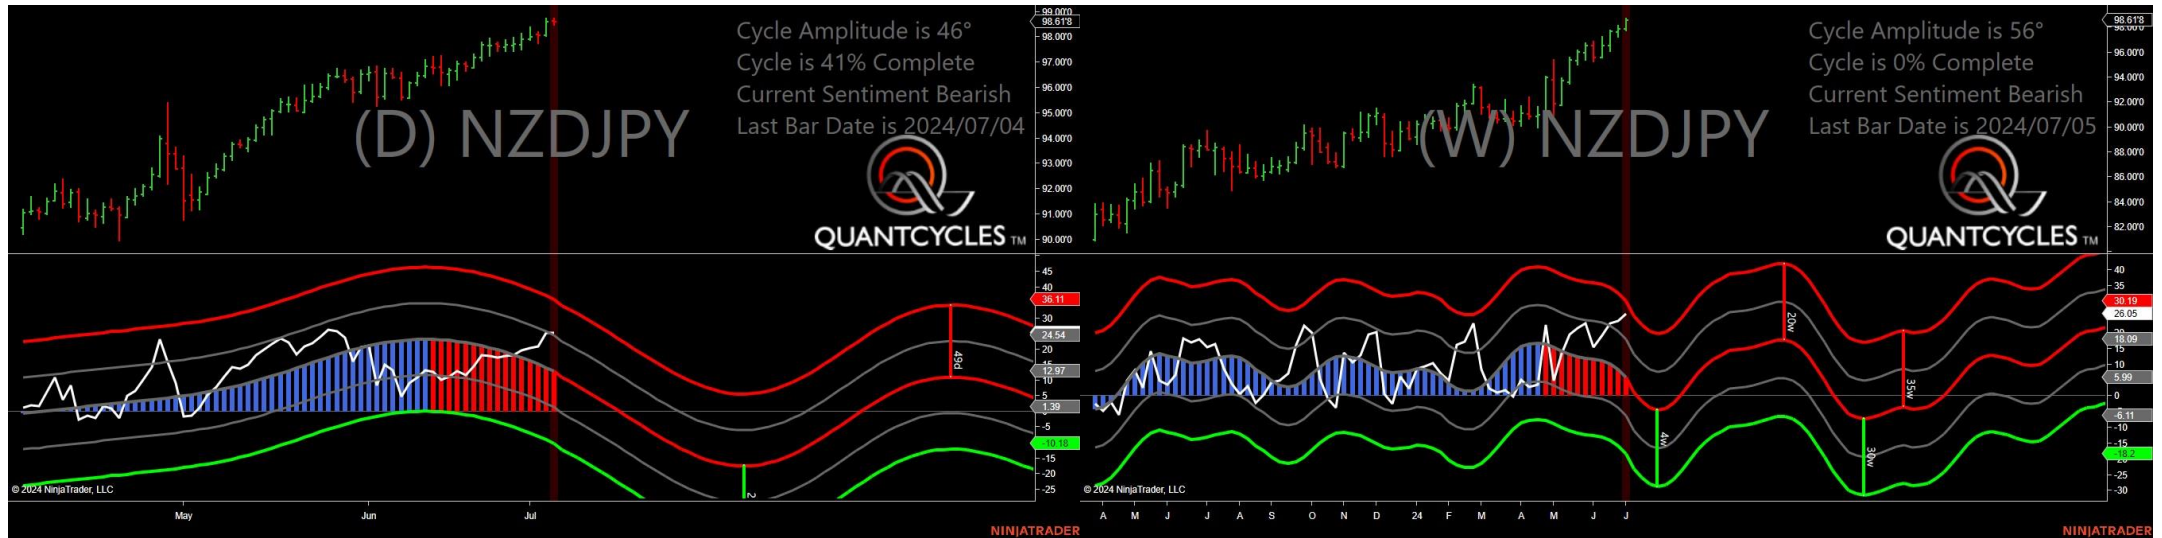 Cycle Amplitude is 46°
Cycle is 41% Complete
Current Sentiment Bearish
Last Bar Date is 2024/07/04
(D) NZDJPY
QUANTCYCLES TM
99.00'0
98.61'8
98.00'0
97.00'0
96.00'0
95.00'0
94.00'0
93.00'0
92.00'0
91.00'0
90.00'0
45
40
36.11
30
24.54
20
15
12.97
10
5
1.39
-5
-10.18
-15
-20
-25
49d
2
© 2024 NinjaTrader, LLC
May
Jun
Jul
NINJATRADER
Cycle Amplitude is 56°
Cycle is 0% Complete
Current Sentiment Bearish
Last Bar Date is 2024/07/05
(W) NZDJPY
QUANTCYCLES TM
98.61'8
96.00'0
94.00'0
92.00'0
90.00'0
88.00'0
86.00'0
84.00'0
82.00'0
40
35
30.19
26.05
18.09
15
5.99
0
-6.11
-10
-15
-18.2
-25
-30
20w
35w
4w
30w
© 2024 NinjaTrader, LLC
A M J J A S O N D 24 F M A M J J
NINJATRADER